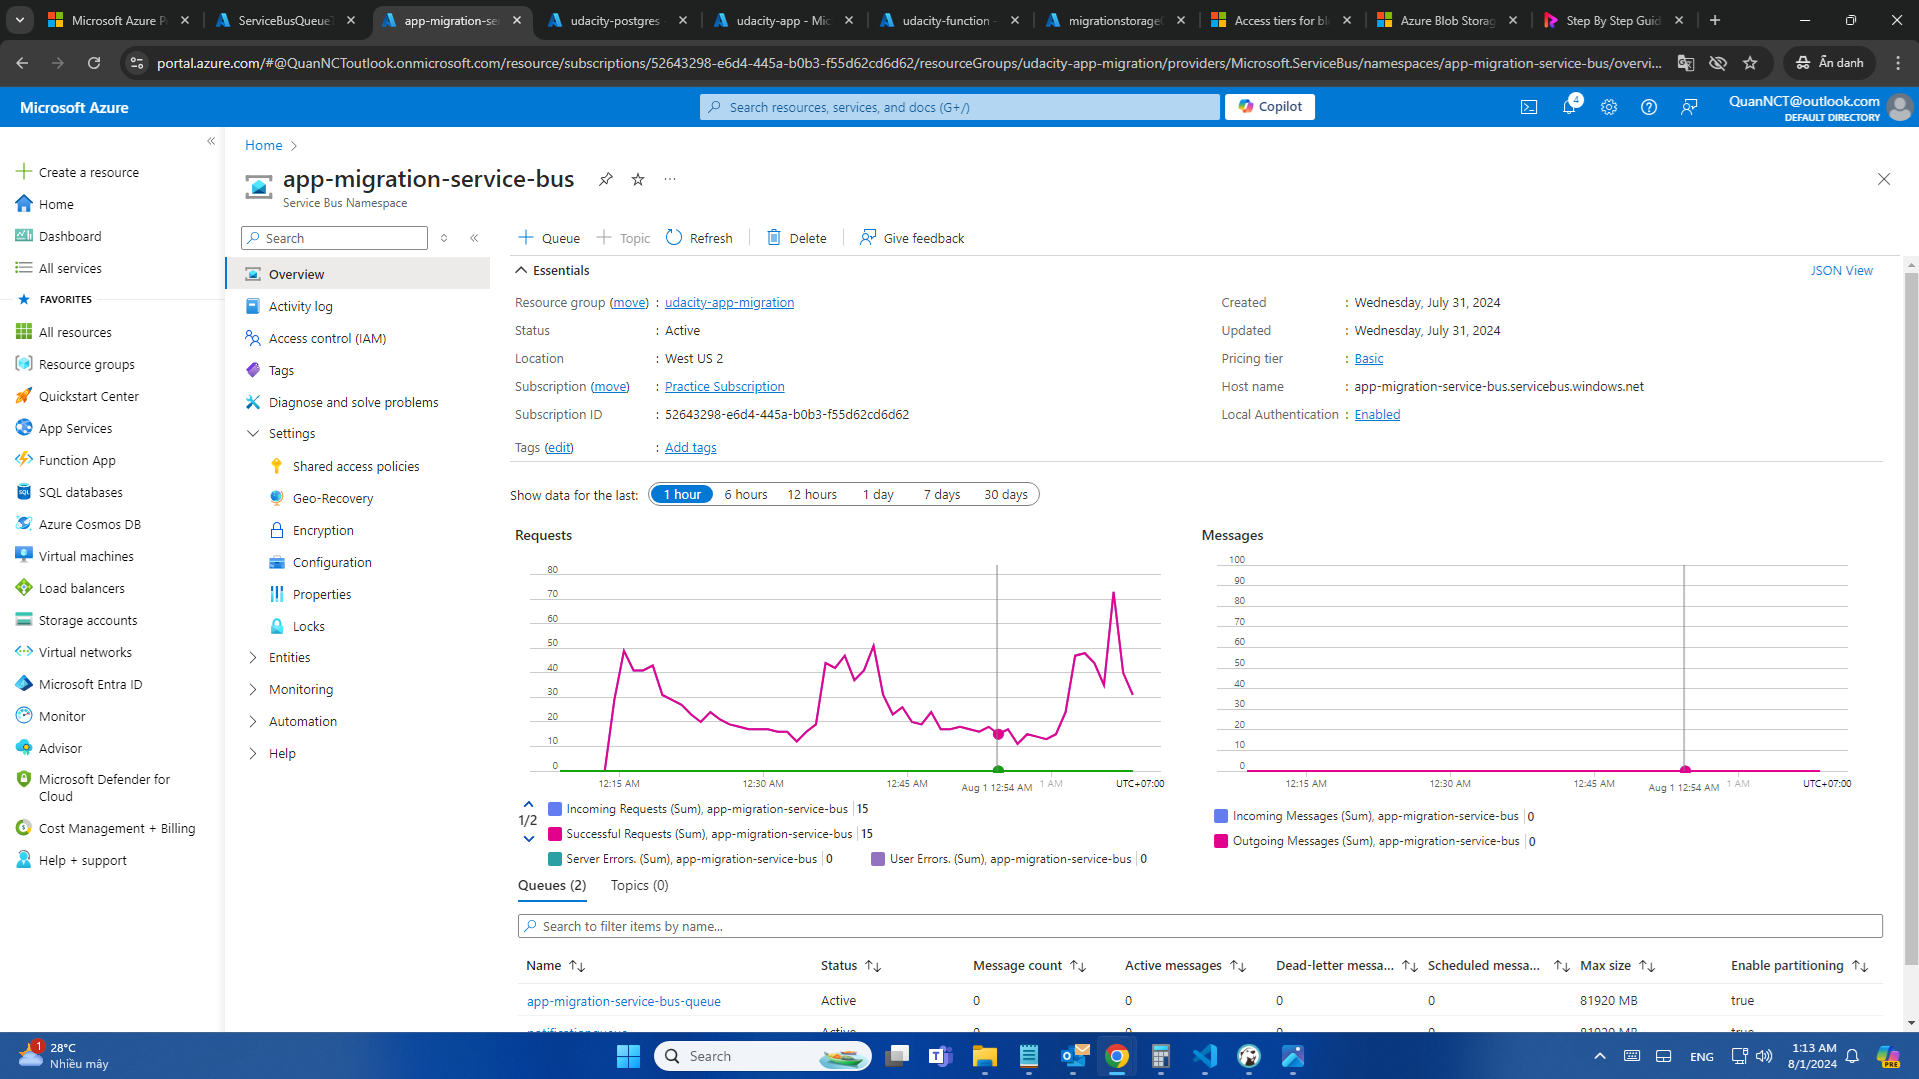 Microsoft Azure P
ServiceBusQueueT
app-migration-ser
udacity-postgres -
udacity-app - Mic
udacity-function -
migrationstorage
Access tiers for bl
Azure Blob Storag
Step By Step Guid
portal.azure.com/#@QuanNCToutlook.onmicrosoft.com/resource/subscriptions/52643298-e6d4-445a-b0b3-f55d62cd6d62/resourceGroups/udacity-app-migration/providers/Microsoft.ServiceBus/namespaces/app-migration-service-bus/overvi...
Ẩn danh
Microsoft Azure
Search resources, services, and docs (G+/)
Copilot
4
QuanNCT@outlook.com
DEFAULT DIRECTORY
Create a resource
Home
Dashboard
All services
FAVORITES
All resources
Resource groups
Quickstart Center
App Services
Function App
SQL databases
Azure Cosmos DB
Virtual machines
Load balancers
Storage accounts
Virtual networks
Microsoft Entra ID
Monitor
Advisor
Microsoft Defender for
Cloud
Cost Management + Billing
Help + support
Home
app-migration-service-bus
Service Bus Namespace
Search
Overview
Activity log
Access control (IAM)
Tags
Diagnose and solve problems
Settings
Shared access policies
Geo-Recovery
Encryption
Configuration
Properties
Locks
Entities
Monitoring
Automation
Help
Queue
Topic
Refresh
Delete
Give feedback
Essentials
JSON View
Resource group (move) : udacity-app-migration
Status : Active
Location : West US 2
Subscription (move) : Practice Subscription
Subscription ID : 52643298-e6d4-445a-b0b3-f55d62cd6d62
Tags (edit) : Add tags
Created : Wednesday, July 31, 2024
Updated : Wednesday, July 31, 2024
Pricing tier : Basic
Host name : app-migration-service-bus.servicebus.windows.net
Local Authentication : Enabled
Show data for the last: 1 hour 6 hours 12 hours 1 day 7 days 30 days
Requests
80
70
60
50
40
30
20
10
0
12:15 AM 12:30 AM 12:45 AM Aug 1 12:54 AM 1 AM UTC+07:00
1/2
Incoming Requests (Sum), app-migration-service-bus 15
Successful Requests (Sum), app-migration-service-bus 15
Server Errors. (Sum), app-migration-service-bus 0
User Errors. (Sum), app-migration-service-bus 0
Messages
100
90
80
70
60
50
40
30
20
10
0
12:15 AM 12:30 AM 12:45 AM Aug 1 12:54 AM 1 AM UTC+07:00
Incoming Messages (Sum), app-migration-service-bus 0
Outgoing Messages (Sum), app-migration-service-bus 0
Queues (2) Topics (0)
Search to filter items by name...
Name Status Message count Active messages Dead-letter messa... Scheduled messa... Max size Enable partitioning
app-migration-service-bus-queue Active 0 0 0 0 81920 MB true
notificationqueue Active 0 0 0 0 81920 MB true
1
28°C
Nhiều mây
Search
ENG
1:13 AM
8/1/2024
PRE